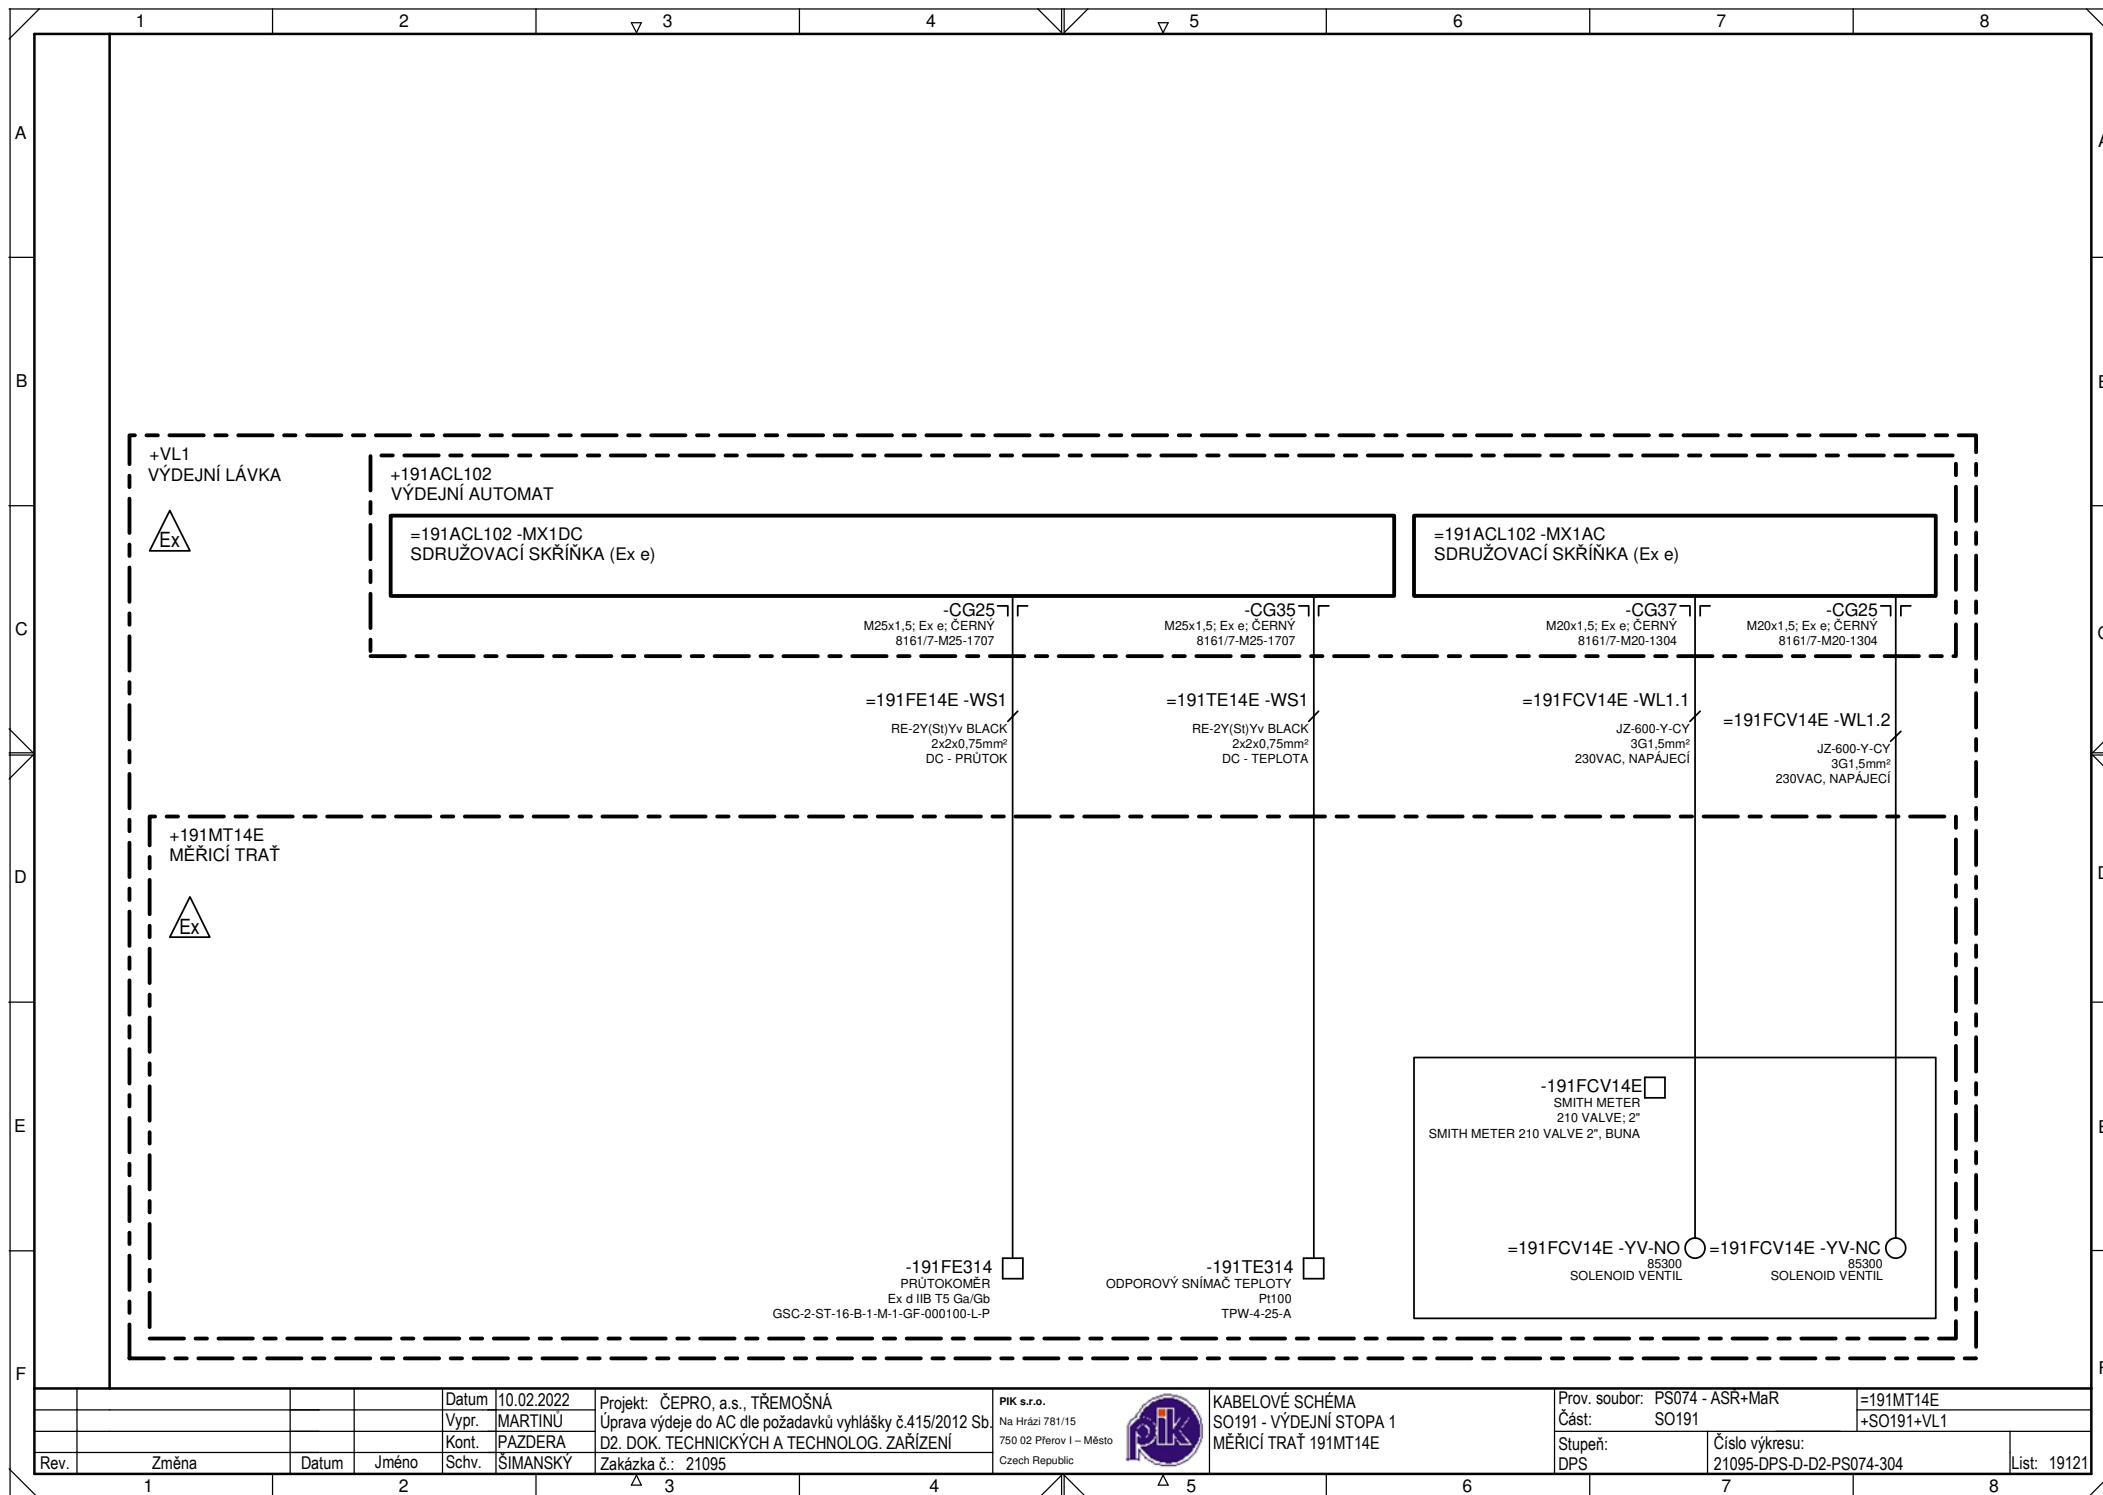 1 2 3 4 5 6 7 8
A
B
+VL1
VÝDEJNÍ LÁVKA
Ex
+191ACL102
VÝDEJNÍ AUTOMAT
=191ACL102 -MX1DC
SDRUŽOVACÍ SKŘÍŇKA (Ex e)
=191ACL102 -MX1AC
SDRUŽOVACÍ SKŘÍŇKA (Ex e)
C
-CG25
M25x1,5; Ex e; ČERNÝ
8161/7-M25-1707
-CG35
M25x1,5; Ex e; ČERNÝ
8161/7-M25-1707
-CG37
M20x1,5; Ex e; ČERNÝ
8161/7-M20-1304
-CG25
M20x1,5; Ex e; ČERNÝ
8161/7-M20-1304
=191FE14E -WS1
RE-2Y(St)Yv BLACK
2x2x0,75mm²
DC - PRŮTOK
=191TE14E -WS1
RE-2Y(St)Yv BLACK
2x2x0,75mm²
DC - TEPLOTA
=191FCV14E -WL1.1
JZ-600-Y-CY
3G1,5mm²
230VAC, NAPÁJECÍ
=191FCV14E -WL1.2
JZ-600-Y-CY
3G1,5mm²
230VAC, NAPÁJECÍ
+191MT14E
MĚŘICÍ TRAŤ
Ex
D
E
-191FCV14E
SMITH METER
210 VALVE; 2"
SMITH METER 210 VALVE 2", BUNA
-191FE314
PRŮTOKOMĚR
Ex d IIB T5 Ga/Gb
GSC-2-ST-16-B-1-M-1-GF-000100-L-P
-191TE314
ODPOROVÝ SNÍMAČ TEPLOTY
Pt100
TPW-4-25-A
=191FCV14E -YV-NO
85300
SOLENOID VENTIL
=191FCV14E -YV-NC
85300
SOLENOID VENTIL
F
Rev. Změna Datum Jméno
Datum 10.02.2022
Vypr. MARTINŮ
Kont. PAZDERA
Schv. ŠIMANSKÝ
Projekt: ČEPRO, a.s., TŘEMOŠNÁ
Úprava výdeje do AC dle požadavků vyhlášky č.415/2012 Sb.
D2. DOK. TECHNICKÝCH A TECHNOLOG. ZAŘÍZENÍ
Zakázka č.: 21095
PIK s.r.o.
Na Hrázi 781/15
750 02 Přerov I – Město
Czech Republic
pik
KABELOVÉ SCHÉMA
SO191 - VÝDEJNÍ STOPA 1
MĚŘICÍ TRAŤ 191MT14E
Prov. soubor: PS074 - ASŘ+MaR
Část: SO191
=191MT14E
+SO191+VL1
Stupeň:
DPS
Číslo výkresu:
21095-DPS-D-D2-PS074-304
List: 19121
1 2 3 4 5 6 7 8